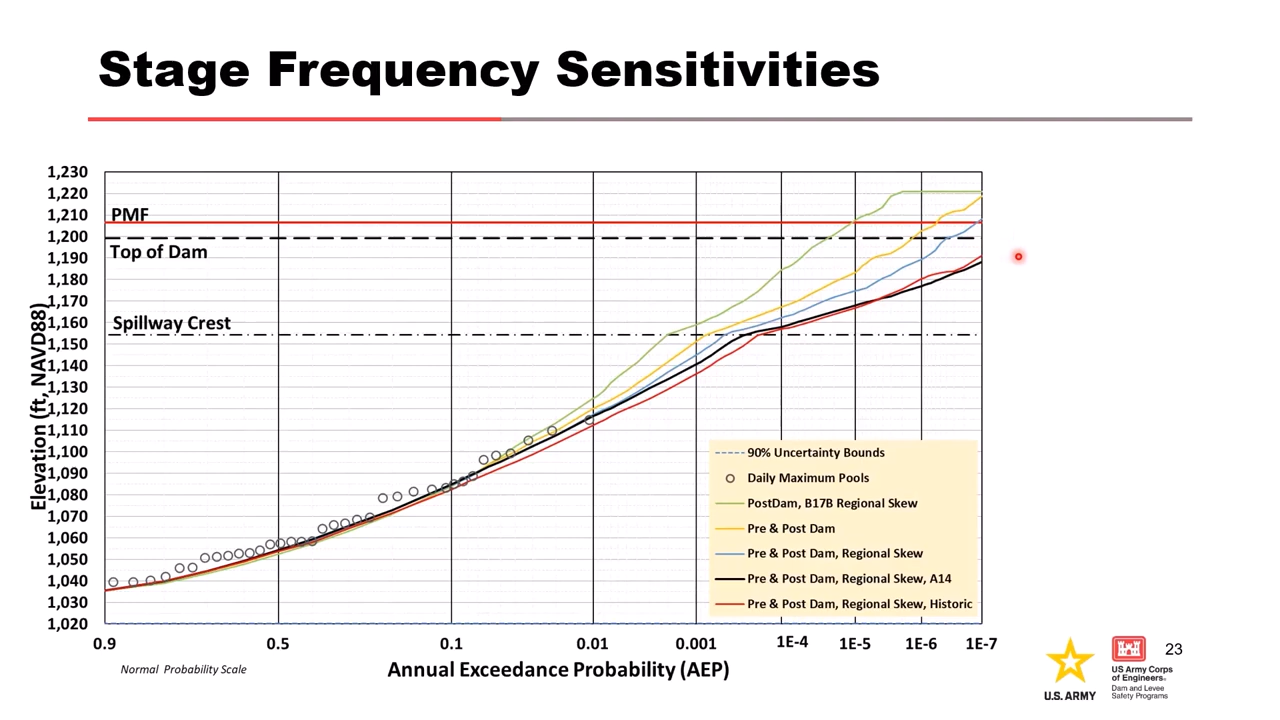 Stage Frequency Sensitivities
1,230
1,220
1,210
1,200
1,190
1,180
1,170
1,160
1,150
1,140
1,130
1,120
1,110
1,100
1,090
1,080
1,070
1,060
1,050
1,040
1,030
1,020
Elevation (ft, NAVD88)
PMF
Top of Dam
Spillway Crest
90% Uncertainty Bounds
Daily Maximum Pools
PostDam, B17B Regional Skew
Pre & Post Dam
Pre & Post Dam, Regional Skew
Pre & Post Dam, Regional Skew, A14
Pre & Post Dam, Regional Skew, Historic
0.9 0.5 0.1 0.01 0.001 1E-4 1E-5 1E-6 1E-7
Normal Probability Scale
Annual Exceedance Probability (AEP)
U.S. ARMY
US Army Corps
of Engineers®
Dam and Levee
Safety Programs
23